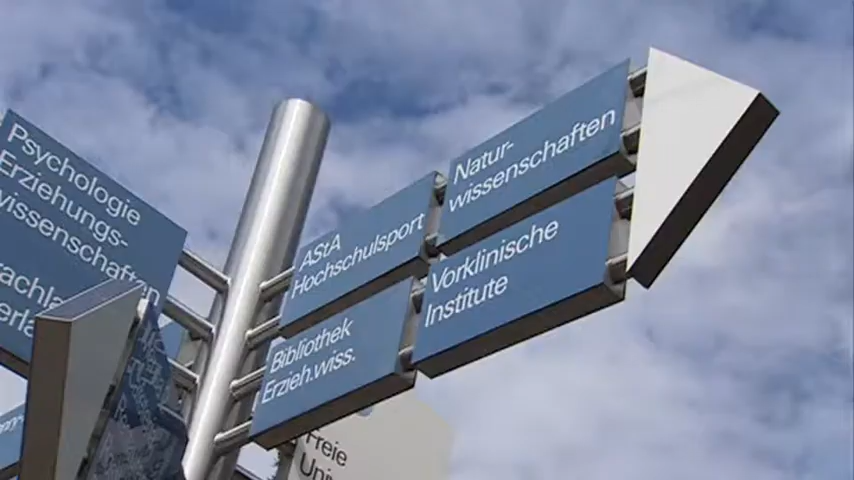 Psychologie
Erziehungs-
wissenschaften
AStA
Hochschulsport
Natur-
wissenschaften
Bibliothek
Erzieh.wiss.
Vorklinische
Institute
Freie